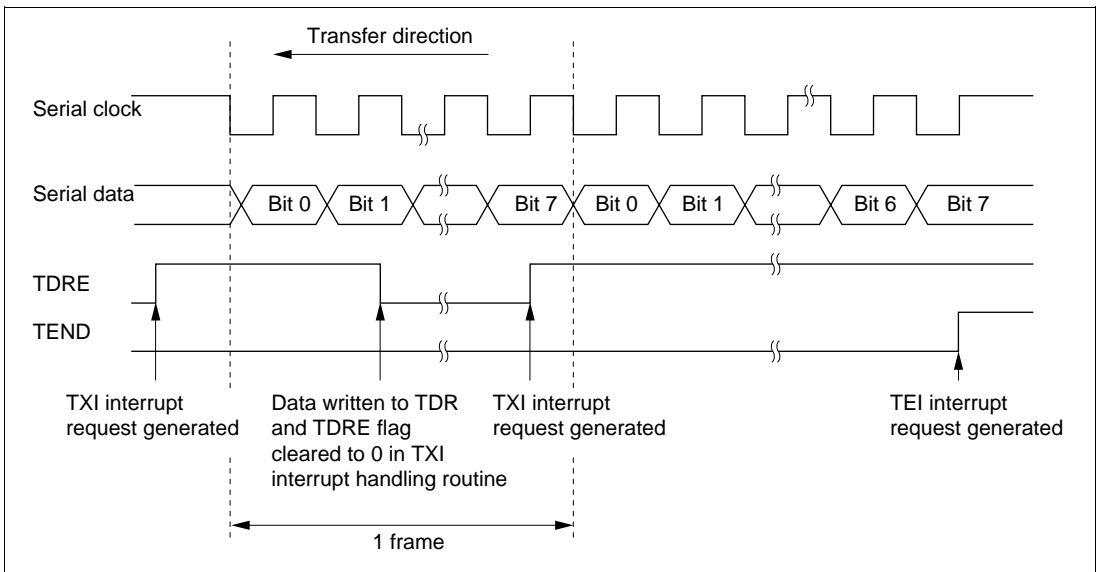 Transfer direction
Serial clock
Serial data
Bit 0
Bit 1
Bit 7
Bit 0
Bit 1
Bit 6
Bit 7
TDRE
TEND
TXI interrupt
request generated
Data written to TDR
and TDRE flag
cleared to 0 in TXI
interrupt handling routine
TXI interrupt
request generated
TEI interrupt
request generated
1 frame